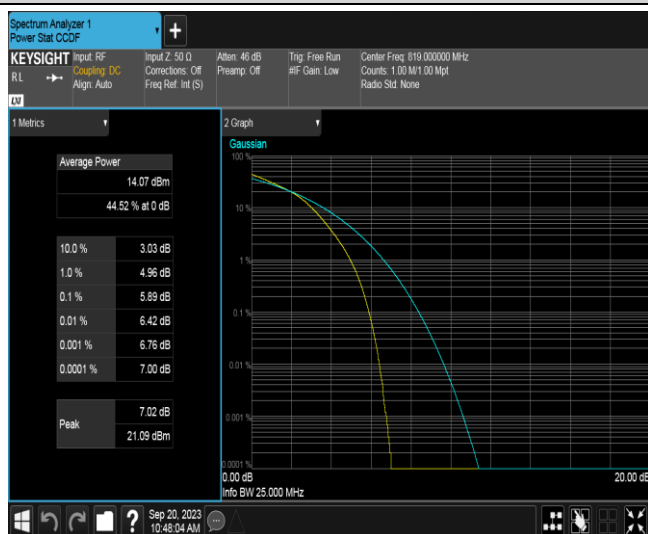 Spectrum Analyzer 1
Power Stat CCDF
KEYSIGHT
RL
LXI
Input: RF
Coupling: DC
Align: Auto
Input Z: 50 Ω
Corrections: Off
Freq Ref: Int (S)
Atten: 46 dB
Preamp: Off
Trig: Free Run
#IF Gain: Low
Center Freq: 819.000000 MHz
Counts: 1.00 M/1.00 Mpt
Radio Std: None
1 Metrics
Average Power
14.07 dBm
44.52 % at 0 dB
10.0 % 3.03 dB
1.0 % 4.96 dB
0.1 % 5.89 dB
0.01 % 6.42 dB
0.001 % 6.76 dB
0.0001 % 7.00 dB
Peak
7.02 dB
21.09 dBm
2 Graph
Gaussian
100 %
10 %
1 %
0.1 %
0.01 %
0.001 %
0.0001 %
0.00 dB
20.00 dB
Info BW 25.000 MHz
?
Sep 20, 2023
10:48:04 AM